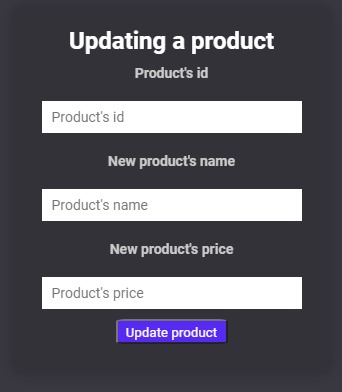 Updating a product
Product's id
Product's id
New product's name
Product's name
New product's price
Product's price
Update product